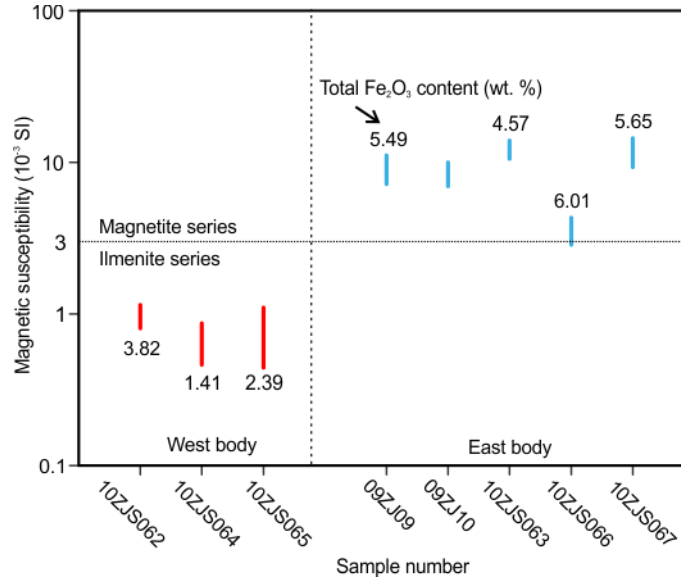 100
Total Fe₂O₃ content (wt. %)
5.49
4.57
5.65
10
6.01
Magnetic susceptibility (10⁻³ SI)
Magnetite series
3
Ilmenite series
1
3.82
1.41
2.39
West body
East body
0.1
10ZJS062
10ZJS064
10ZJS065
09ZJ09
09ZJ10
10ZJS063
10ZJS066
10ZJS067
Sample number